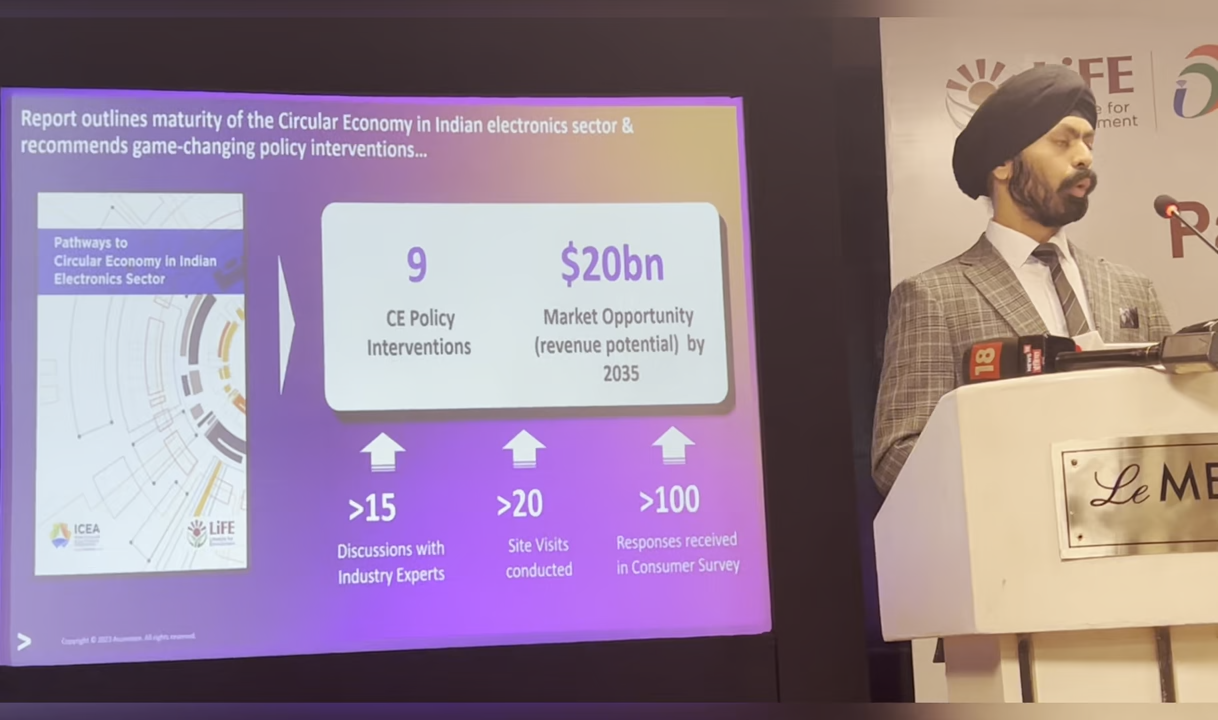 Report outlines maturity of the Circular Economy in Indian electronics sector &
recommends game-changing policy interventions...
Pathways to
Circular Economy in Indian
Electronics Sector
ICEA
LiFE
9
CE Policy
Interventions
$20bn
Market Opportunity
(revenue potential) by
2035
>15
Discussions with
Industry Experts
>20
Site Visits
conducted
>100
Responses received
in Consumer Survey
Copyright © 2023 Accenture. All rights reserved.
LiFE
e for
nment
Pa
18
Le ME